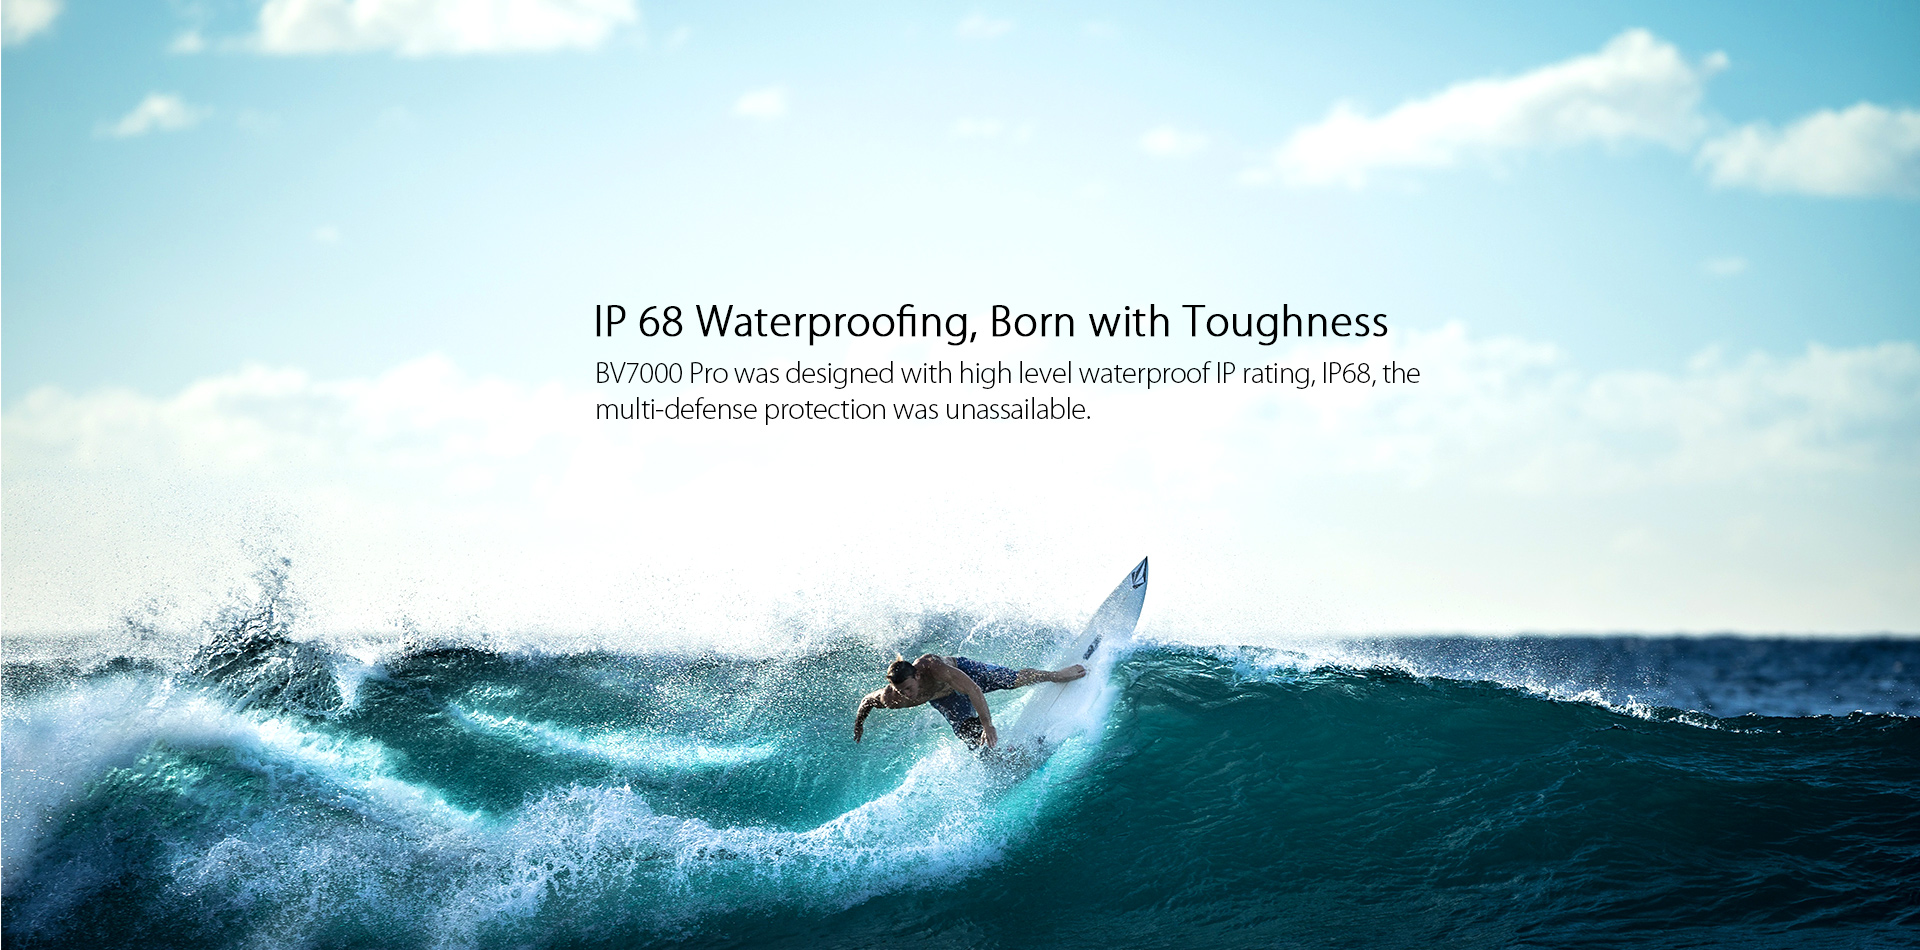 IP 68 Waterproofing, Born with Toughness
BV7000 Pro was designed with high level waterproof IP rating, IP68, the
multi-defense protection was unassailable.